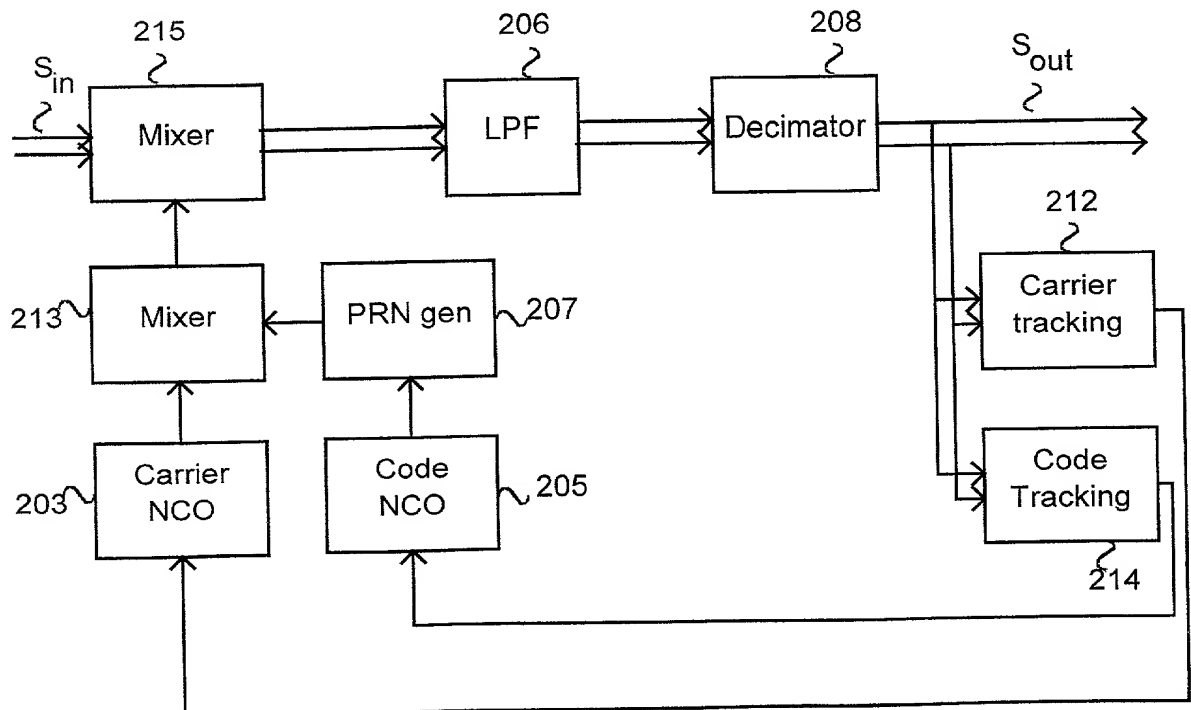 215
206
208
S_in
S_out
Mixer
LPF
Decimator
212
213
Mixer
PRN gen
207
Carrier
tracking
203
Carrier
NCO
Code
NCO
205
Code
Tracking
214